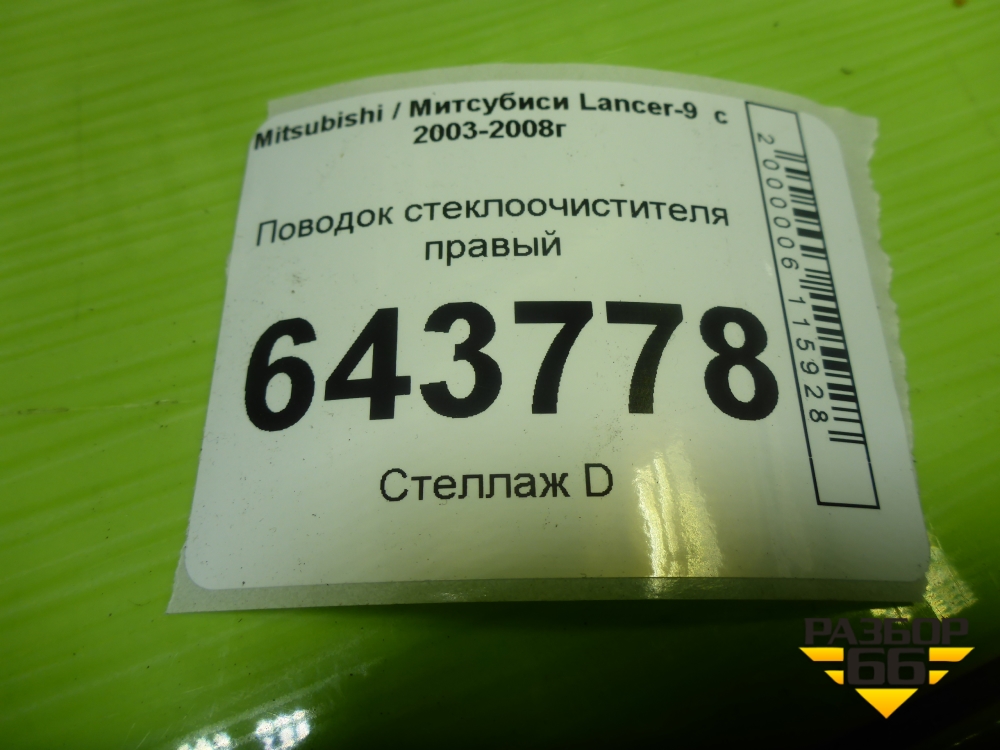 Mitsubishi / Митсубиси Lancer-9 с
2003-2008г
Поводок стеклоочистителя
правый
643778
Стеллаж D
2000006115928
РАЗБОР
66